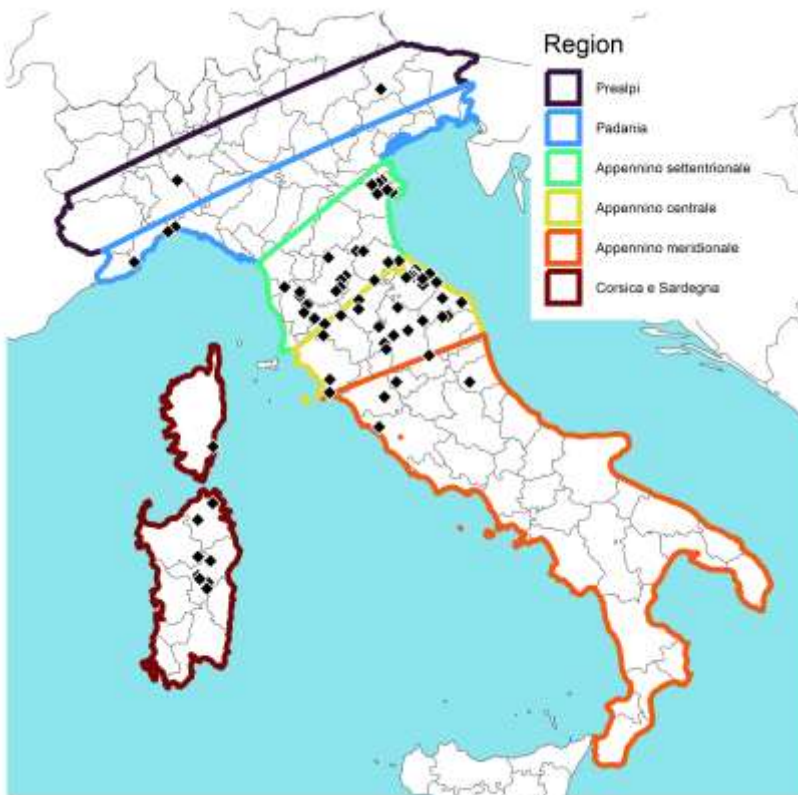 Region
Prealpi
Padania
Appennino settentrionale
Appennino centrale
Appennino meridionale
Corsica e Sardegna